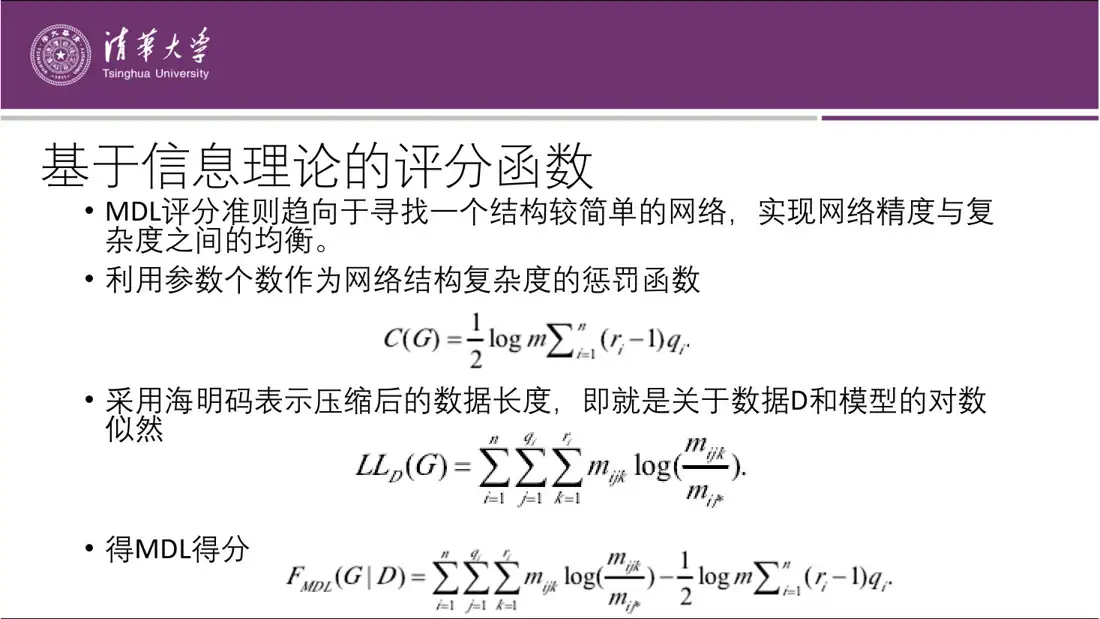 清华大学
Tsinghua University
基于信息理论的评分函数
• MDL评分准则趋向于寻找一个结构较简单的网络，实现网络精度与复
杂度之间的均衡。
• 利用参数个数作为网络结构复杂度的惩罚函数
C(G) = 1/2 log m ∑_{i=1}^{n} (r_i − 1) q_i.
• 采用海明码表示压缩后的数据长度，即就是关于数据D和模型的对数
似然
LL_D(G) = ∑_{i=1}^{n} ∑_{j=1}^{q_i} ∑_{k=1}^{r_i} m_{ijk} log(m_{ijk}/m_{ij*}).
• 得MDL得分
F_{MDL}(G | D) = ∑_{i=1}^{n} ∑_{j=1}^{q_i} ∑_{k=1}^{r_i} m_{ijk} log(m_{ijk}/m_{ij*}) − 1/2 log m ∑_{i=1}^{n} (r_i − 1) q_i.